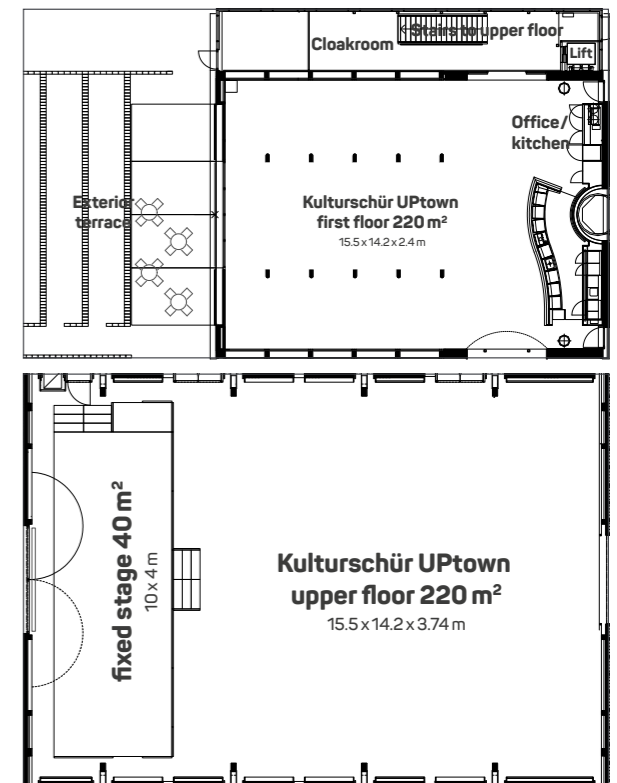 Stairs to upper floor
Cloakroom
Lift
Office/
kitchen
Exterior
terrace
Kulturschür UPtown
first floor 220 m²
15.5 x 14.2 x 2.4 m
fixed stage 40 m²
10 x 4 m
Kulturschür UPtown
upper floor 220 m²
15.5 x 14.2 x 3.74 m